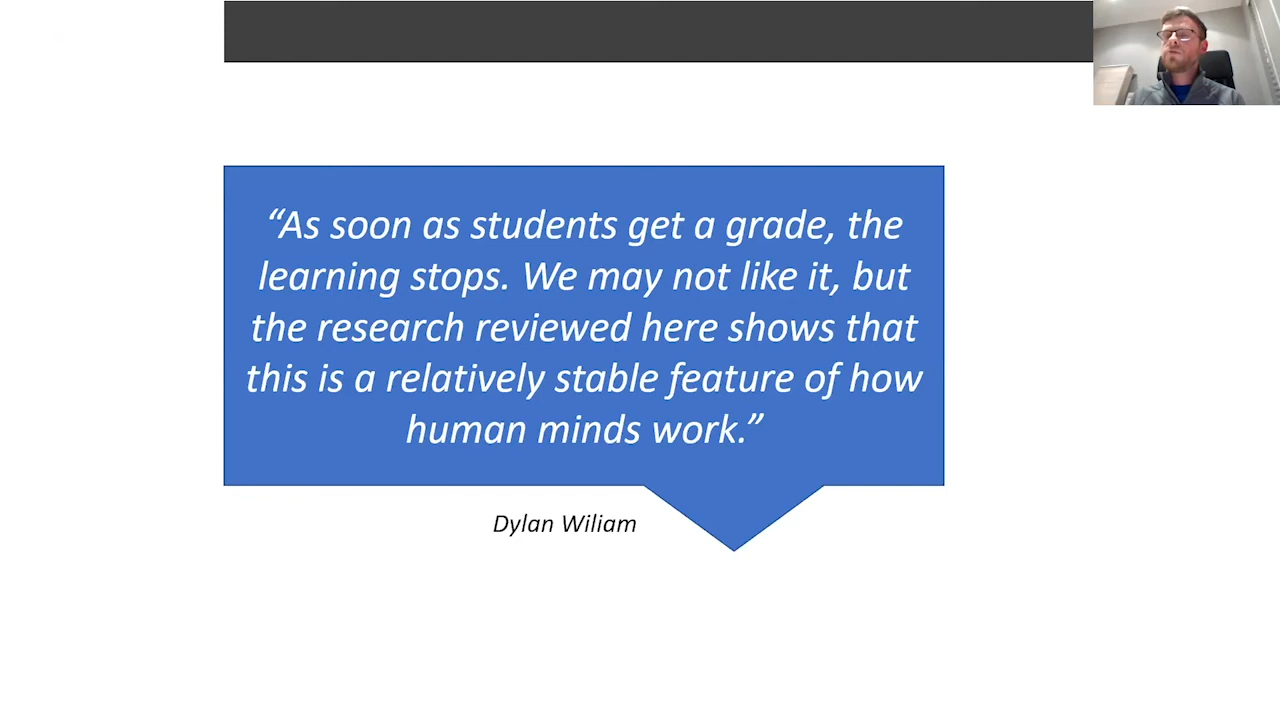 “As soon as students get a grade, the
learning stops. We may not like it, but
the research reviewed here shows that
this is a relatively stable feature of how
human minds work.”
Dylan Wiliam